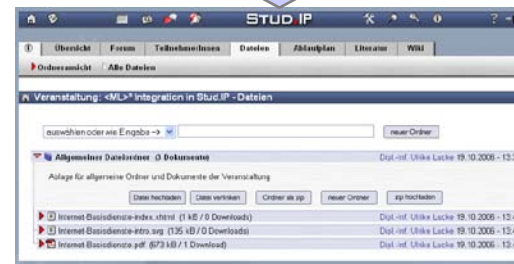 STUD.IP
Übersicht Forum TeilnehmerInnen Dateien Ablaufplan Literatur Wiki
Ordneransicht Alle Dateien
Veranstaltung: <ML>³ Integration in Stud.IP - Dateien
auswählen oder wie Eingabe --> neuer Ordner
Allgemeiner Dateiordner (3 Dokumente) Dipl.-Inf. Ulrike Lucke 19.10.2006 - 13:
Ablage für allgemeine Ordner und Dokumente der Veranstaltung
Datei hochladen Datei verlinken Ordner als zip neuer Ordner zip hochladen
Internet-Basisdienste-index.xhtml (1 kB / 0 Downloads) Dipl.-Inf. Ulrike Lucke 19.10.2006 - 13:4
Internet-Basisdienste-intro.svg (135 kB / 0 Downloads) Dipl.-Inf. Ulrike Lucke 19.10.2006 - 13:4
Internet-Basisdienste.pdf (673 kB / 1 Download) Dipl.-Inf. Ulrike Lucke 19.10.2006 - 13:4